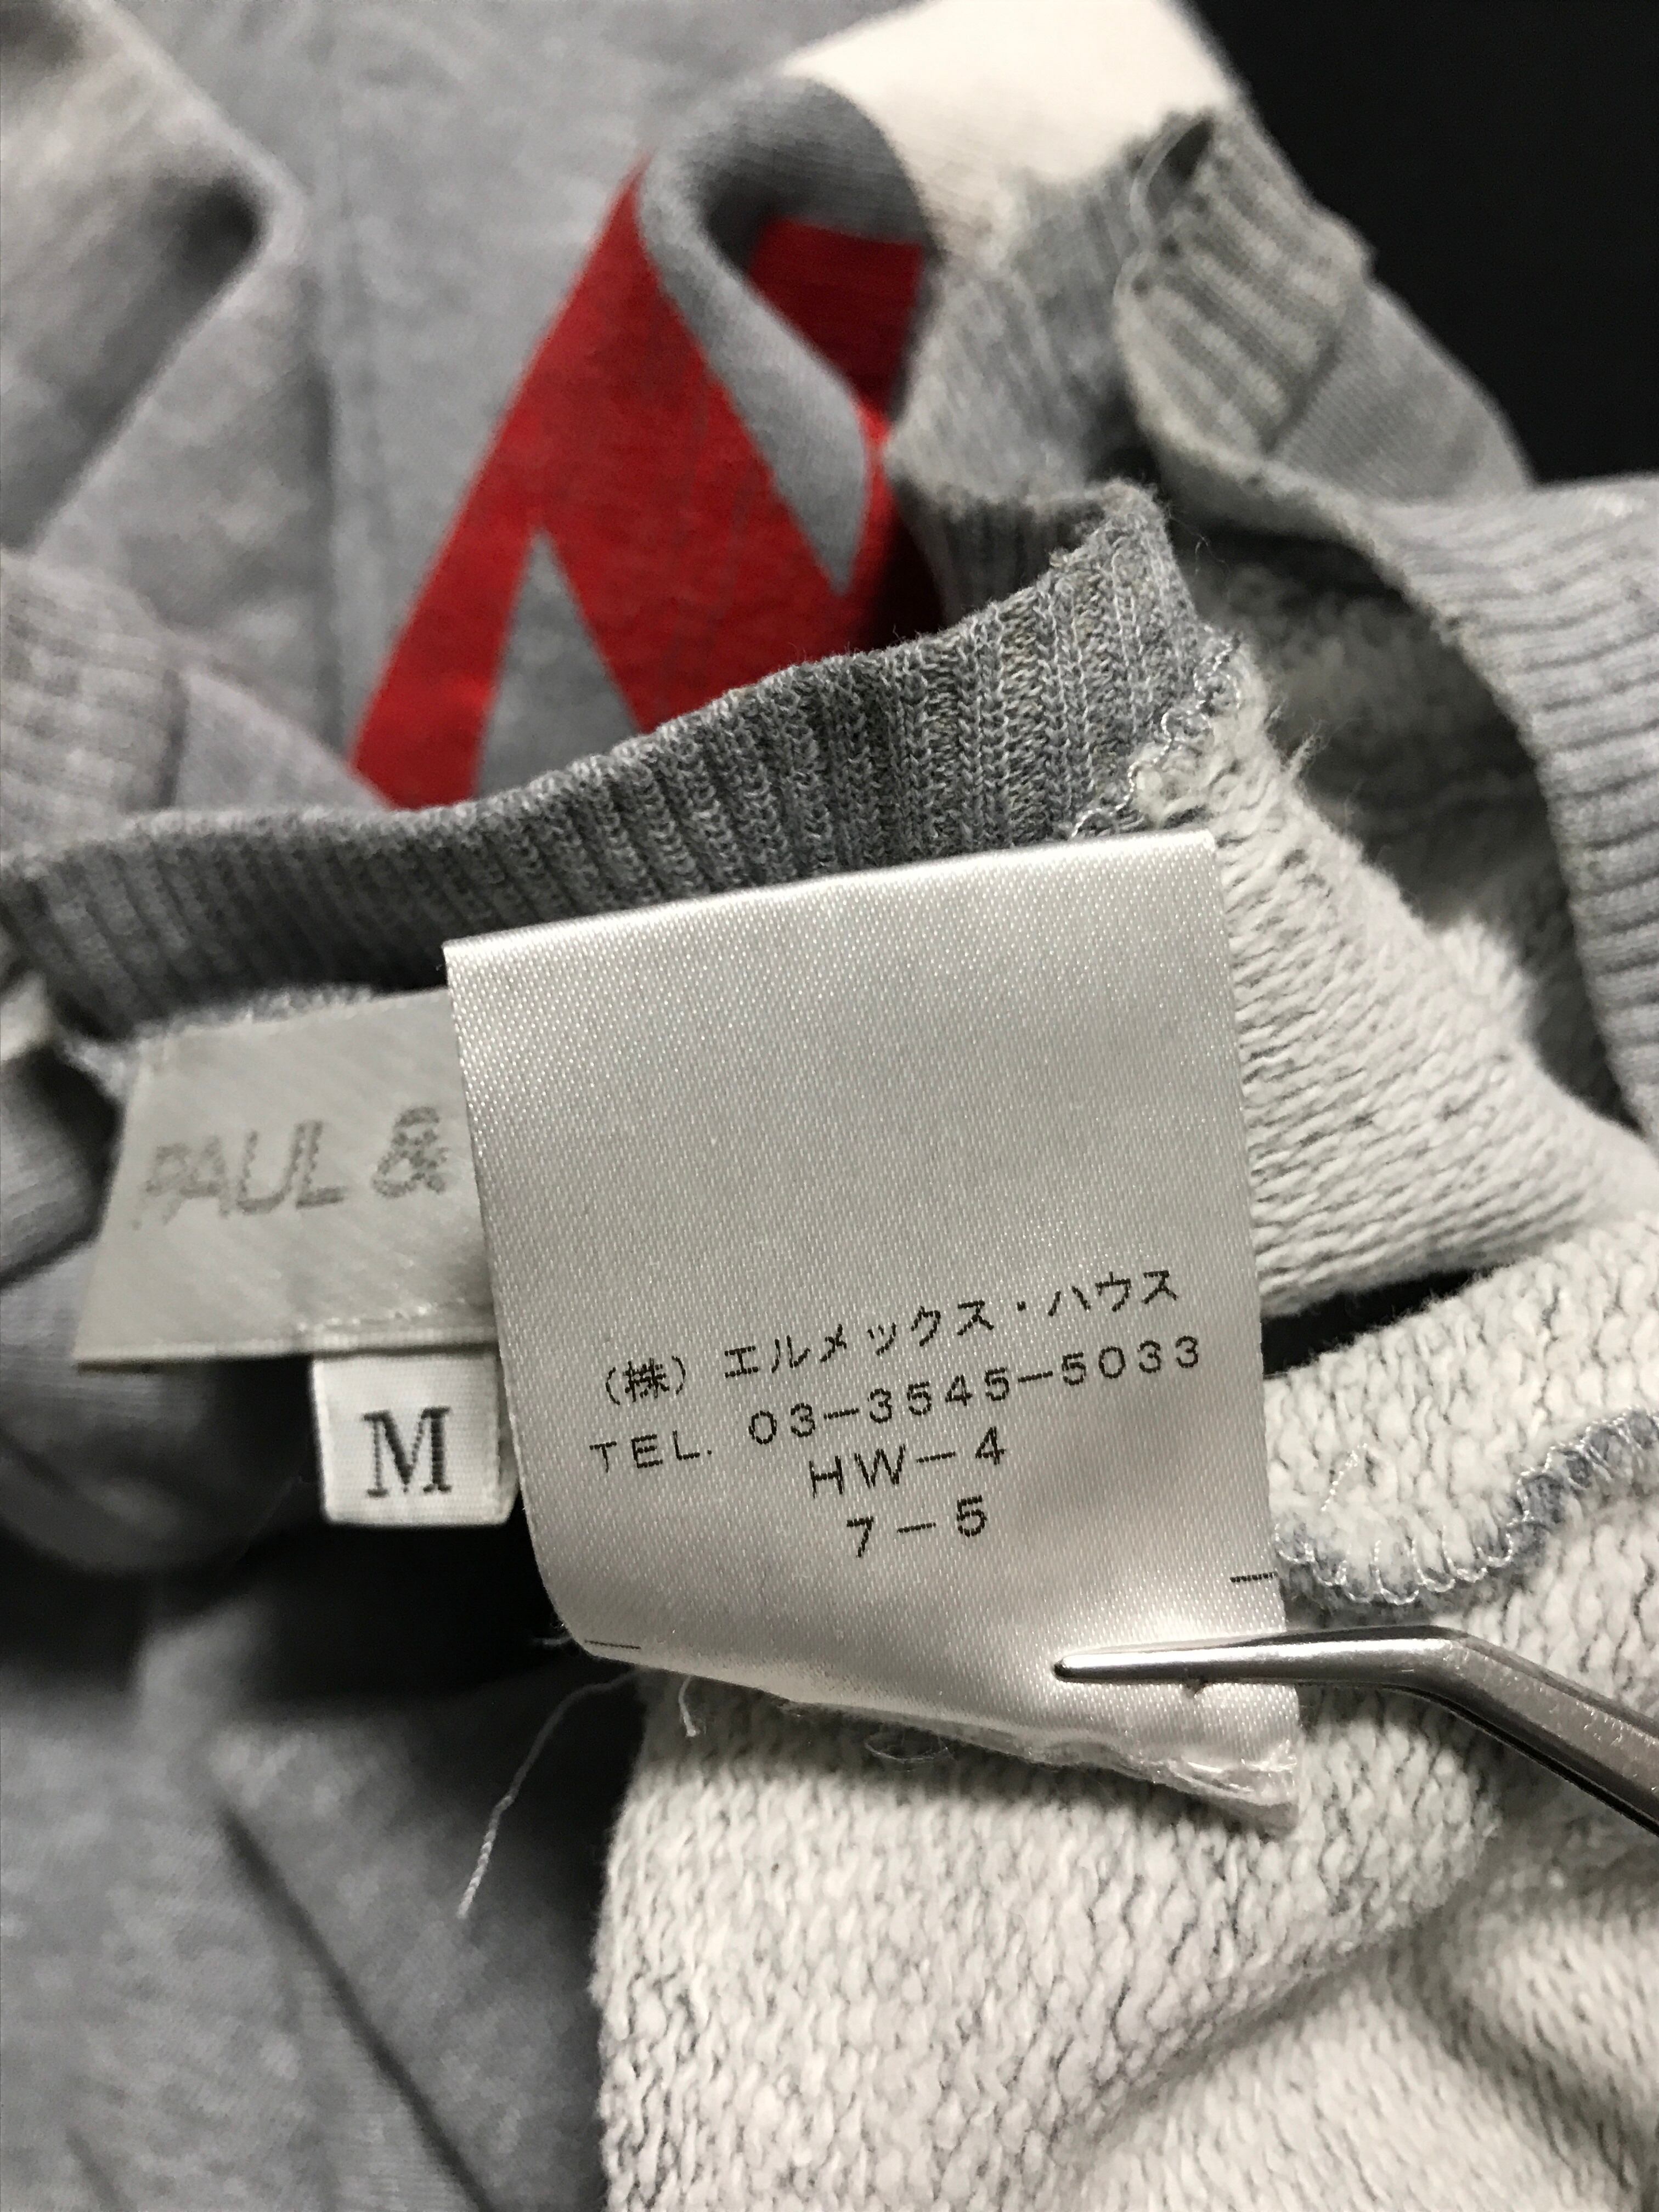 PAUL &
M
（株）エルメックス・ハウス
TEL. 03-3545-5033
HW-4
7-5